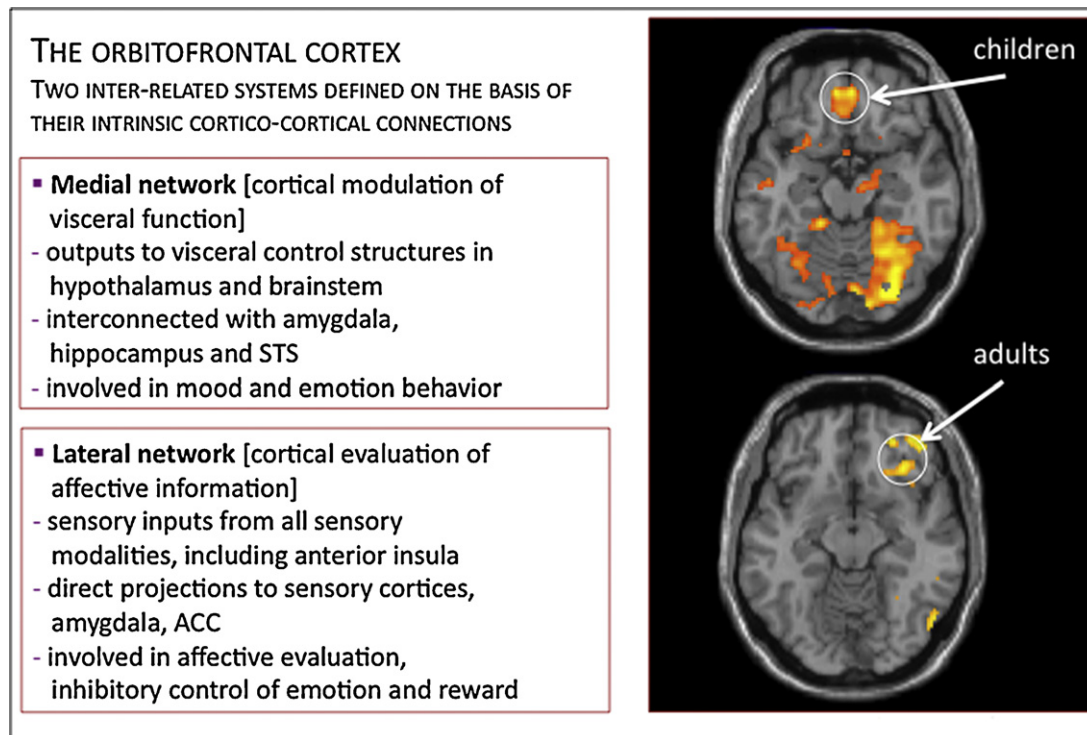 THE ORBITOFRONTAL CORTEX
TWO INTER-RELATED SYSTEMS DEFINED ON THE BASIS OF
THEIR INTRINSIC CORTICO-CORTICAL CONNECTIONS
▪ Medial network [cortical modulation of
visceral function]
- outputs to visceral control structures in
hypothalamus and brainstem
- interconnected with amygdala,
hippocampus and STS
- involved in mood and emotion behavior
▪ Lateral network [cortical evaluation of
affective information]
- sensory inputs from all sensory
modalities, including anterior insula
- direct projections to sensory cortices,
amygdala, ACC
- involved in affective evaluation,
inhibitory control of emotion and reward
children
adults